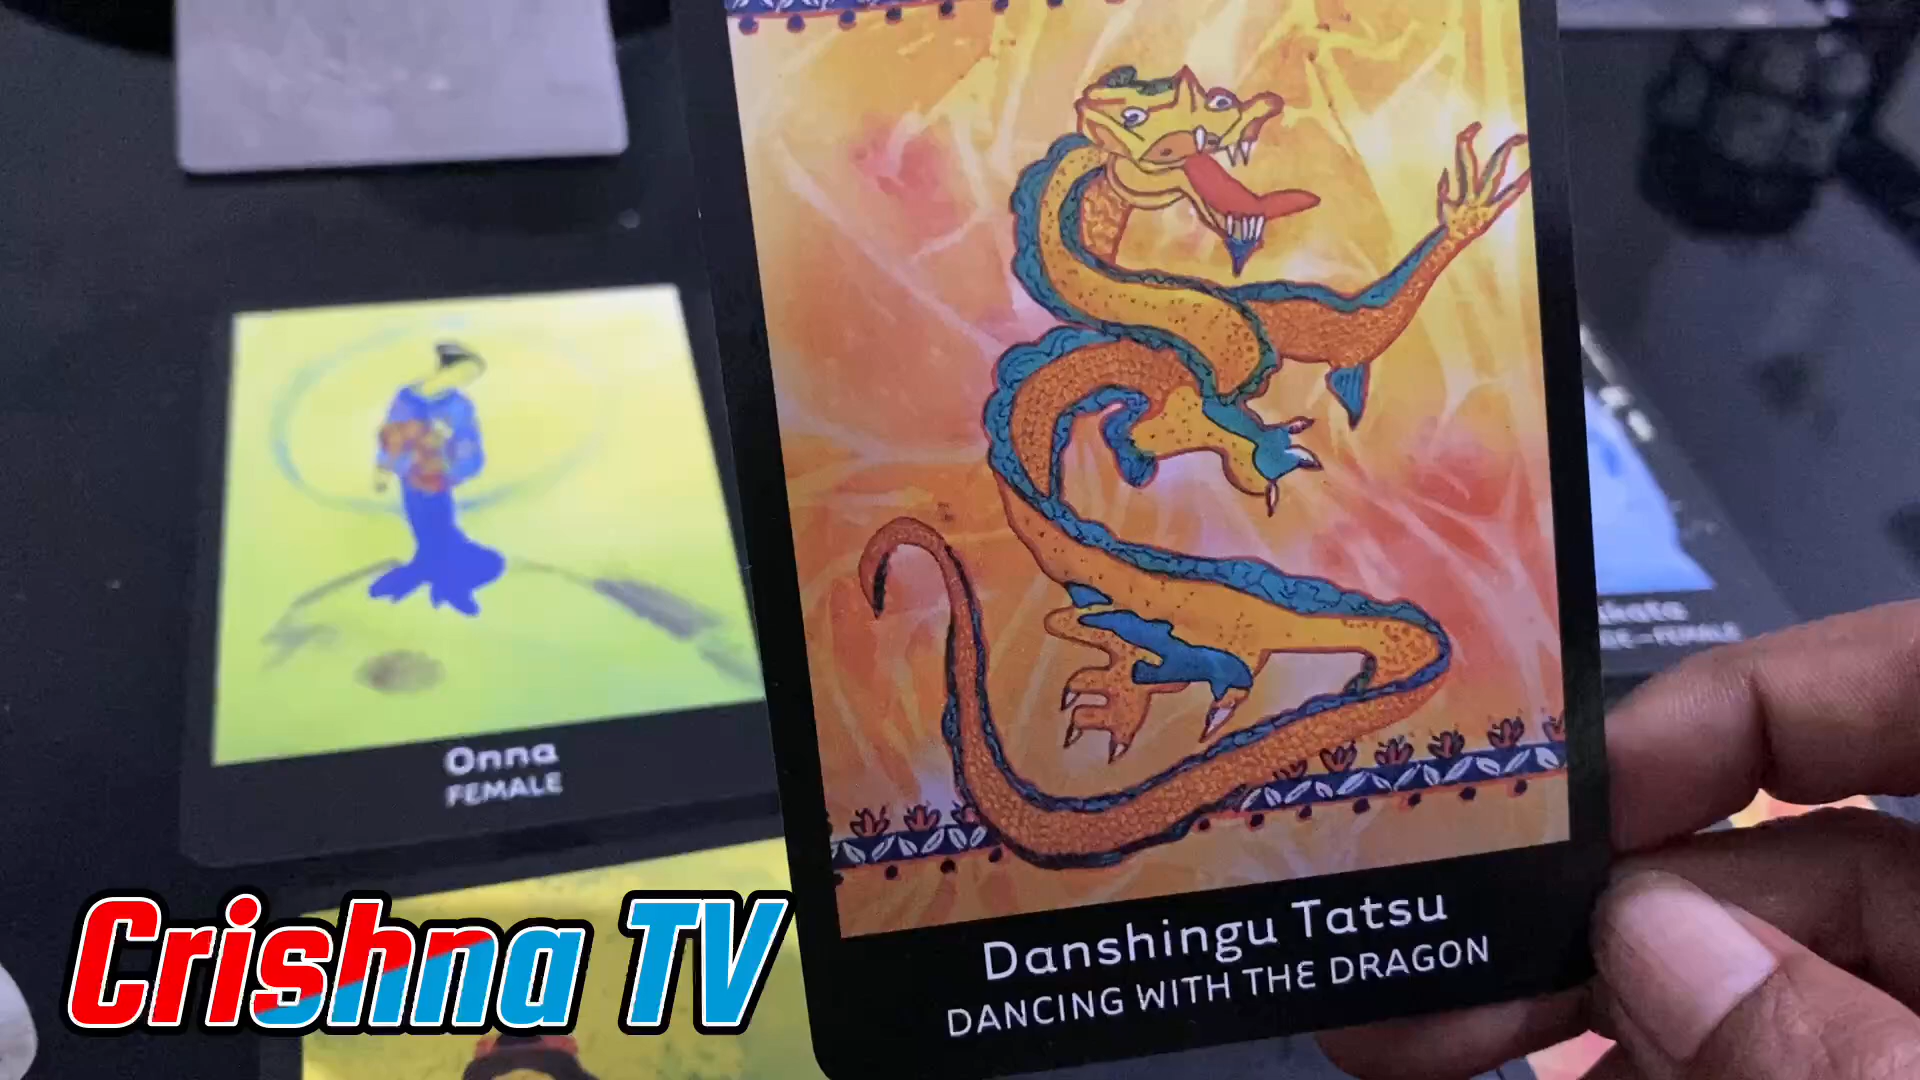 Onna
FEMALE
Danshingu Tatsu
DANCING WITH THE DRAGON
Crishna TV